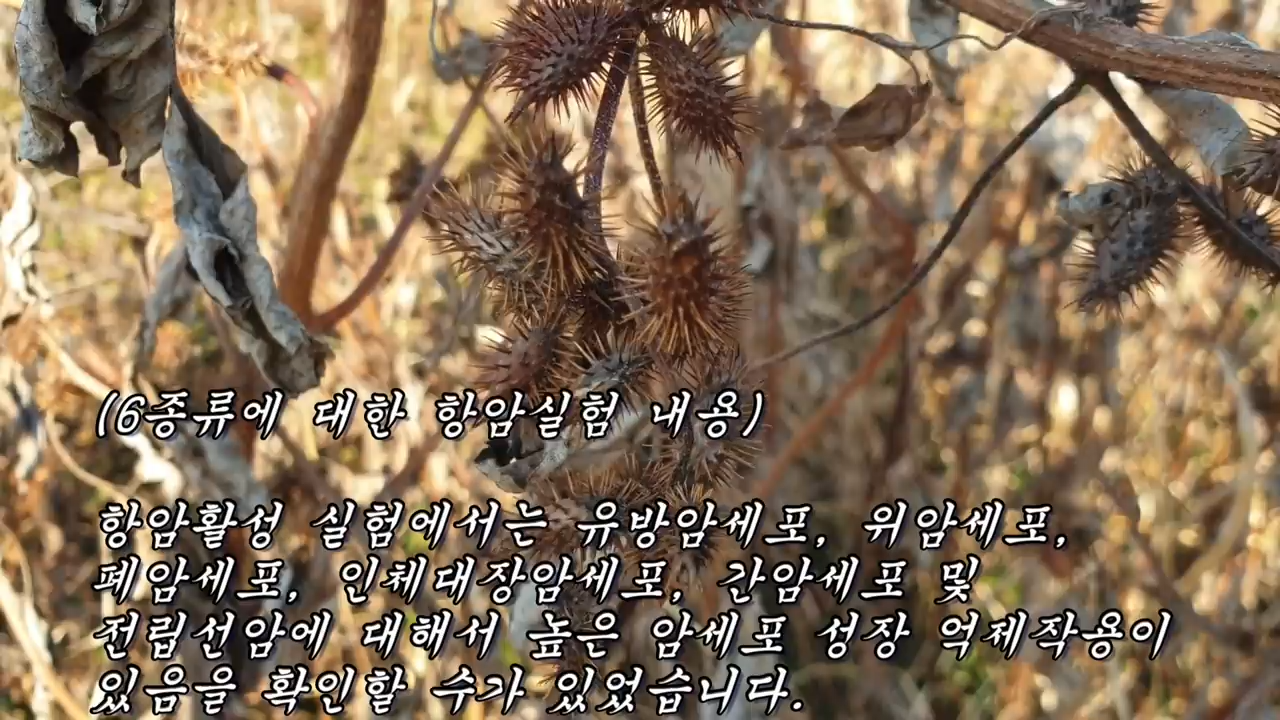 (6종류에 대한 항암실험 내용)
항암활성 실험에서는 유방암세포, 위암세포,
폐암세포, 인체대장암세포, 간암세포 및
전립선암에 대해서 높은 암세포 성장 억제작용이
있음을 확인할 수가 있었습니다.